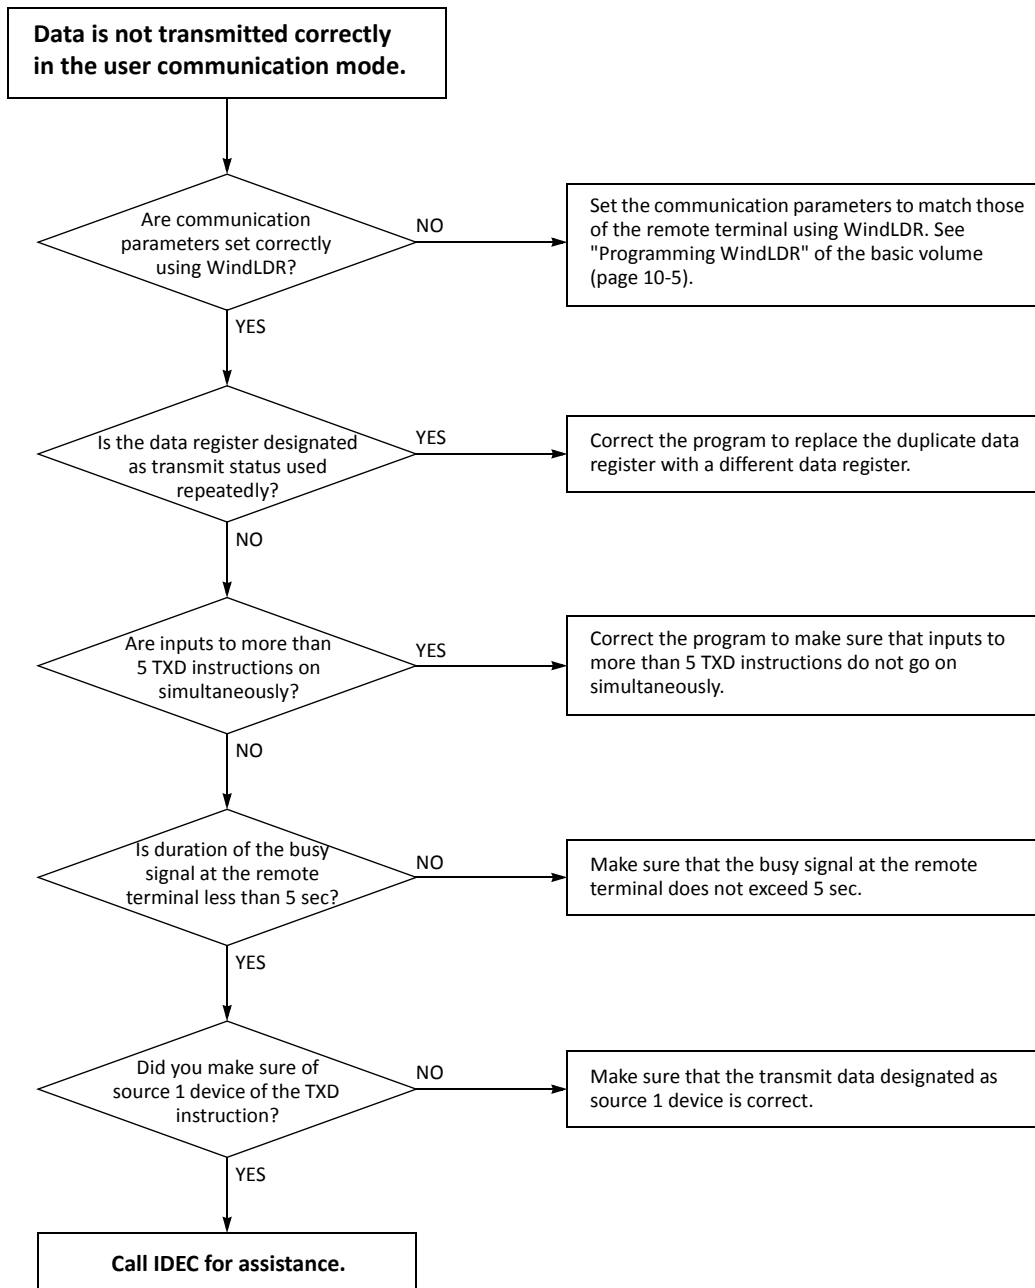 Data is not transmitted correctly
in the user communication mode.
Are communication
parameters set correctly
using WindLDR?
NO
Set the communication parameters to match those
of the remote terminal using WindLDR. See
"Programming WindLDR" of the basic volume
(page 10-5).
YES
Is the data register designated
as transmit status used
repeatedly?
YES
Correct the program to replace the duplicate data
register with a different data register.
NO
Are inputs to more than
5 TXD instructions on
simultaneously?
YES
Correct the program to make sure that inputs to
more than 5 TXD instructions do not go on
simultaneously.
NO
Is duration of the busy
signal at the remote
terminal less than 5 sec?
NO
Make sure that the busy signal at the remote
terminal does not exceed 5 sec.
YES
Did you make sure of
source 1 device of the TXD
instruction?
NO
Make sure that the transmit data designated as
source 1 device is correct.
YES
Call IDEC for assistance.